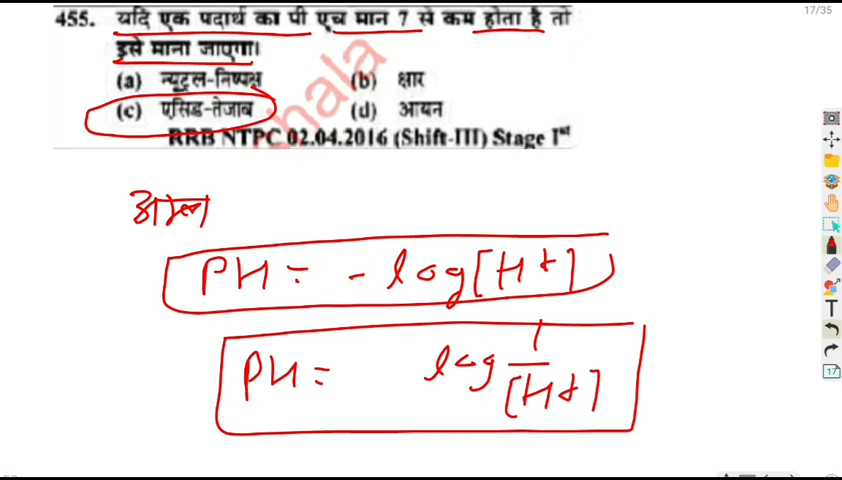 17/35
455. यदि एक पदार्थ का पी एच मान 7 से कम होता है तो
इसे माना जाएगा।
(a) न्यूट्रल-निष्पक्ष (b) क्षार
(c) एसिड-तेजाब (d) आयन
RRB NTPC 02.04.2016 (Shift-III) Stage Ist
अम्ल
PH = - log[H+]
PH = log 1/[H+]
T
17